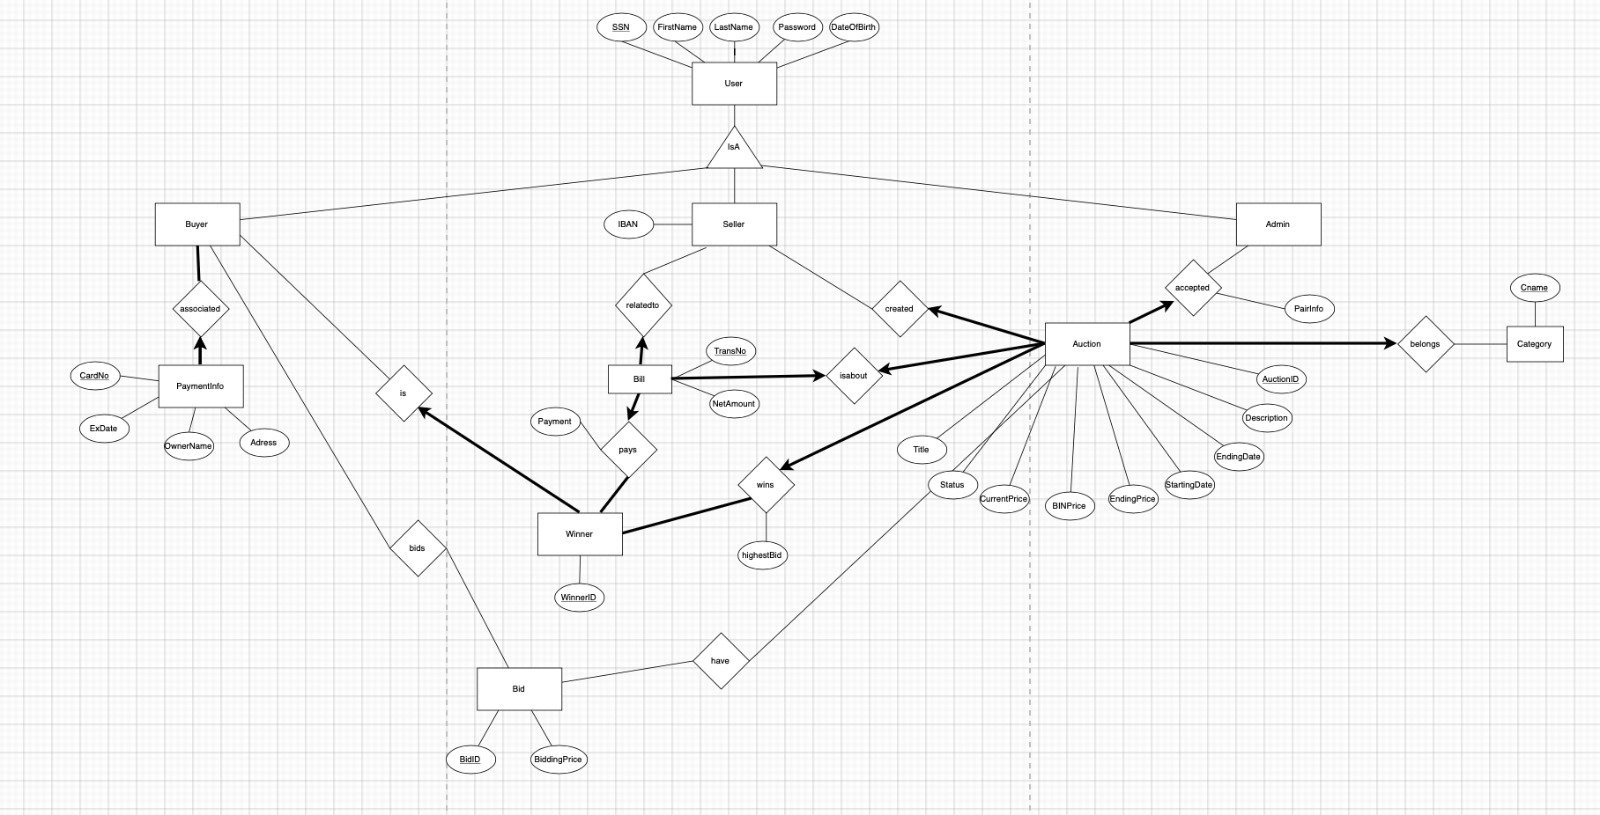 SSN
FirstName
LastName
Password
DateOfBirth
User
IsA
Buyer
IBAN
Seller
Admin
associated
relatedto
created
accepted
PairInfo
Cname
PaymentInfo
CardNo
ExDate
OwnerName
Adress
is
Bill
TransNo
NetAmount
isabout
Auction
belongs
Category
AuctionID
Description
EndingDate
StartingDate
EndingPrice
BINPrice
CurrentPrice
Status
Title
Payment
pays
wins
highestBid
Winner
WinnerID
bids
have
Bid
BidID
BiddingPrice